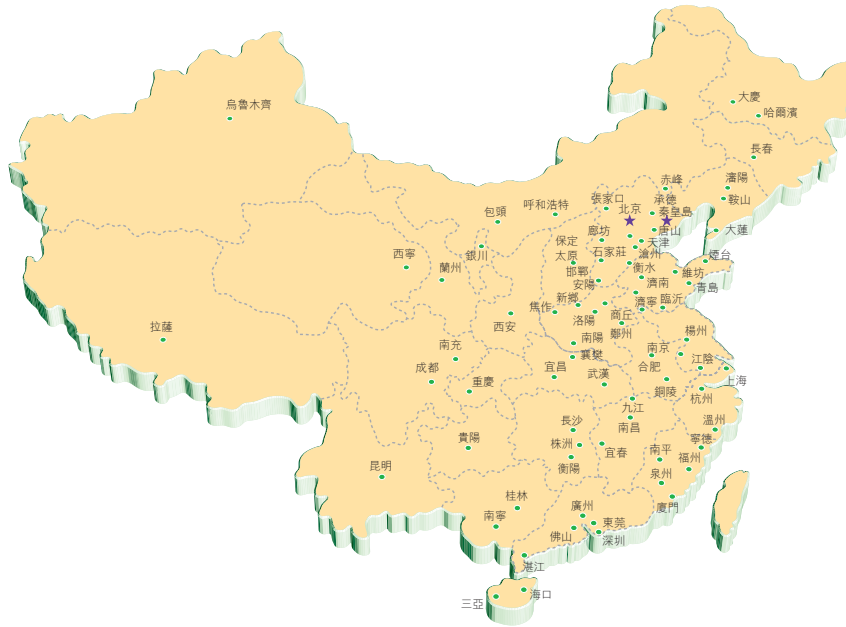 大慶
哈爾濱
烏魯木齊
長春
瀋陽
赤峰
鞍山
承德
張家口
呼和浩特
北京
秦皇島
包頭
唐山
大蓮
廊坊
天津
保定
石家莊
滄州
太原
煙台
西寧
銀川
蘭州
邯鄲
衡水
維坊
安陽
濟南
青島
新鄉
濟寧
臨沂
焦作
商丘
洛陽
拉薩
西安
鄭州
揚州
南陽
南充
南京
襄樊
江陰
成都
宜昌
合肥
武漢
上海
重慶
銅陵
杭州
九江
長沙
南昌
溫州
貴陽
株洲
寧德
宜春
南平
福州
衡陽
昆明
泉州
桂林
廣州
廈門
南寧
東莞
佛山
深圳
湛江
海口
三亞